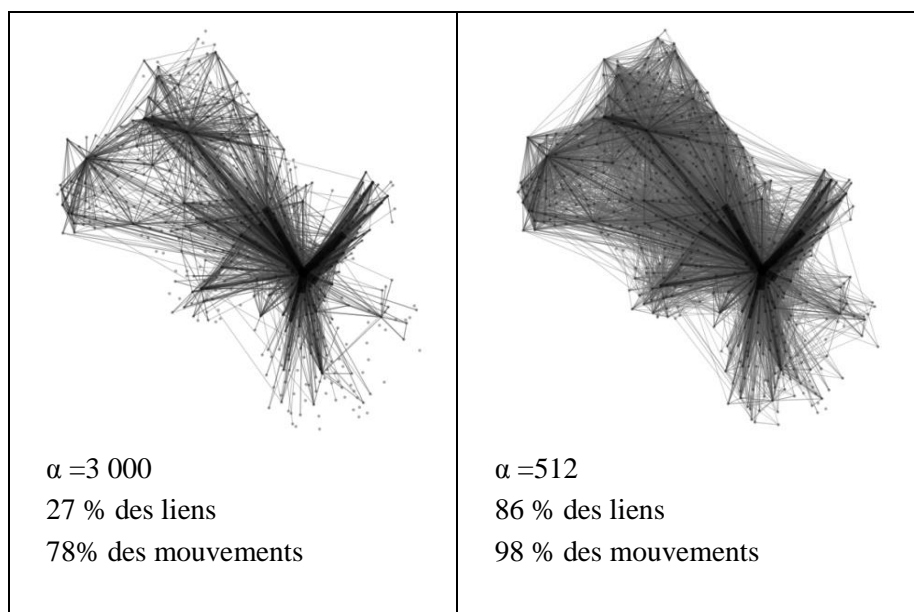 α =3 000
27 % des liens
78% des mouvements
α =512
86 % des liens
98 % des mouvements